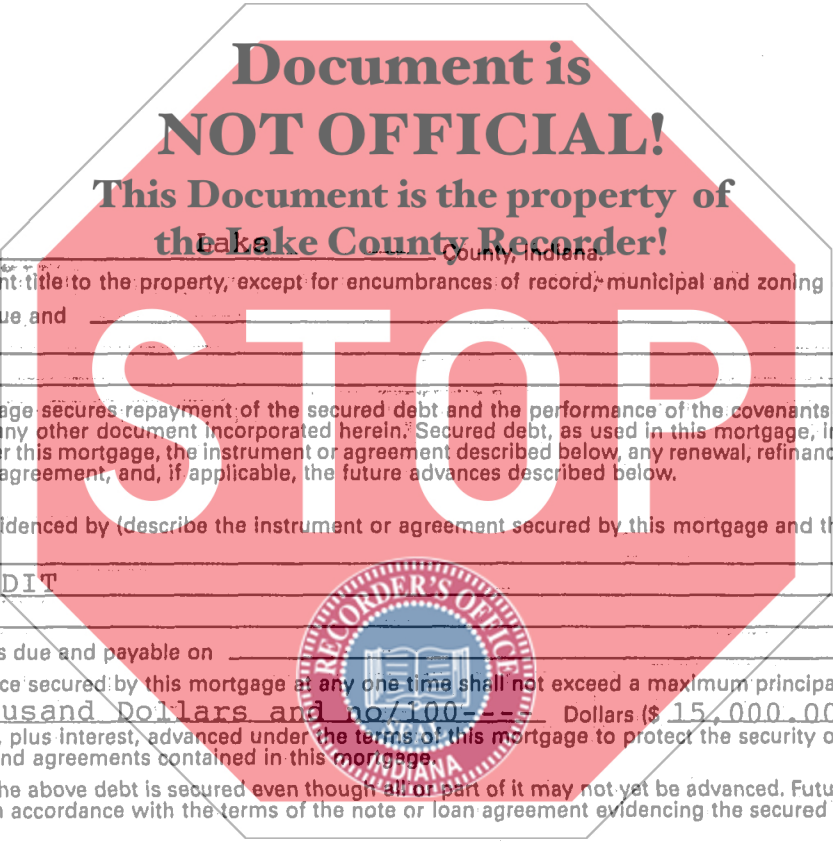 Document is
NOT OFFICIAL!
This Document is the property of
the Lake County Recorder!
Lake County, Indiana.
nt title to the property, except for encumbrances of record, municipal and zoning
ue and
STOP
age secures repayment of the secured debt and the performance of the covenants
any other document incorporated herein. Secured debt, as used in this mortgage, i
er this mortgage, the instrument or agreement described below, any renewal, refinanc
agreement, and, if applicable, the future advances described below.
idenced by (describe the instrument or agreement secured by this mortgage and th
DIT
RECORDER'S OFFICE
s due and payable on
ce secured by this mortgage at any one time shall not exceed a maximum principa
usand Dollars and no/100----- Dollars ($ 15,000.00
, plus interest, advanced under the terms of this mortgage to protect the security o
nd agreements contained in this mortgage.
INDIANA
he above debt is secured even though all or part of it may not yet be advanced. Futu
n accordance with the terms of the note or loan agreement evidencing the secured